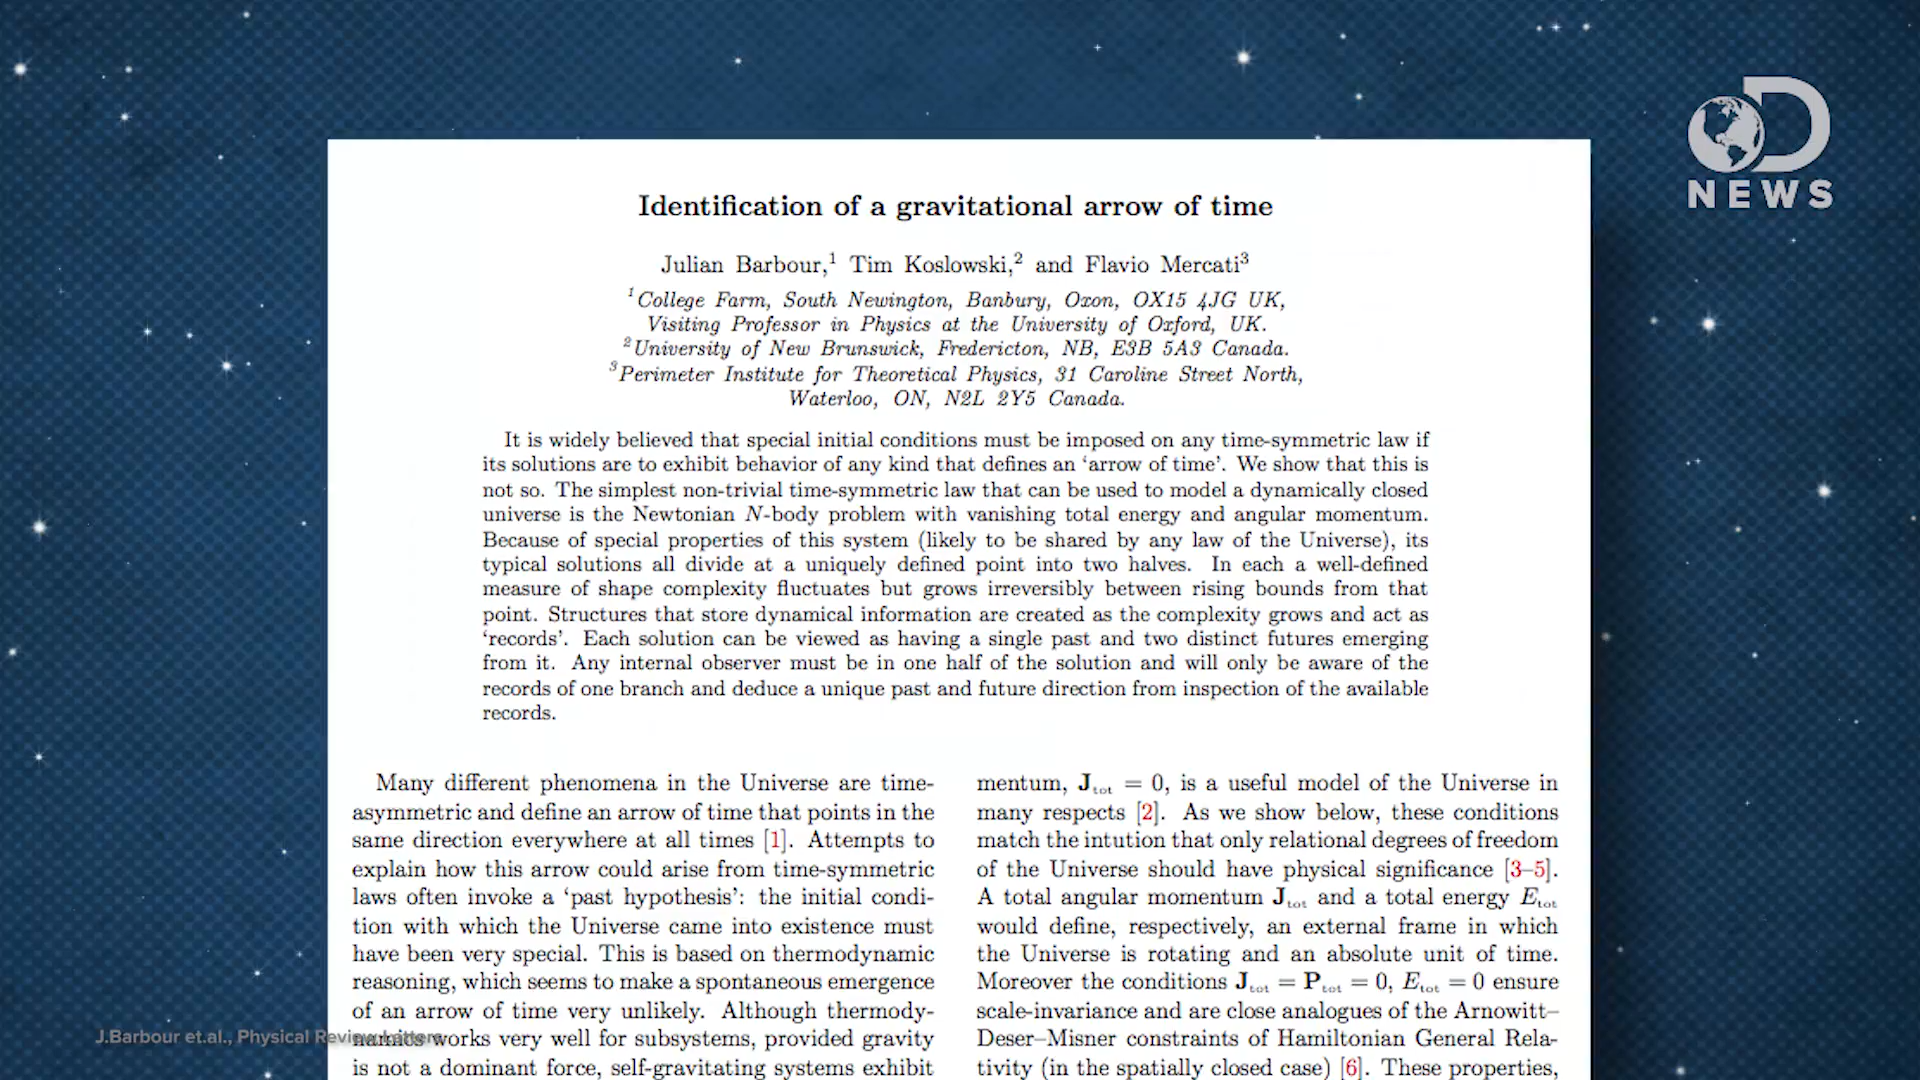 D
NEWS
Identification of a gravitational arrow of time
Julian Barbour,1 Tim Koslowski,2 and Flavio Mercati3
1College Farm, South Newington, Banbury, Oxon, OX15 4JG UK,
Visiting Professor in Physics at the University of Oxford, UK.
2University of New Brunswick, Fredericton, NB, E3B 5A3 Canada.
3Perimeter Institute for Theoretical Physics, 31 Caroline Street North,
Waterloo, ON, N2L 2Y5 Canada.
It is widely believed that special initial conditions must be imposed on any time-symmetric law if
its solutions are to exhibit behavior of any kind that defines an ‘arrow of time’. We show that this is
not so. The simplest non-trivial time-symmetric law that can be used to model a dynamically closed
universe is the Newtonian N-body problem with vanishing total energy and angular momentum.
Because of special properties of this system (likely to be shared by any law of the Universe), its
typical solutions all divide at a uniquely defined point into two halves. In each a well-defined
measure of shape complexity fluctuates but grows irreversibly between rising bounds from that
point. Structures that store dynamical information are created as the complexity grows and act as
‘records’. Each solution can be viewed as having a single past and two distinct futures emerging
from it. Any internal observer must be in one half of the solution and will only be aware of the
records of one branch and deduce a unique past and future direction from inspection of the available
records.
Many different phenomena in the Universe are time-
asymmetric and define an arrow of time that points in the
same direction everywhere at all times [1]. Attempts to
explain how this arrow could arise from time-symmetric
laws often invoke a ‘past hypothesis’: the initial condi-
tion with which the Universe came into existence must
have been very special. This is based on thermodynamic
reasoning, which seems to make a spontaneous emergence
of an arrow of time very unlikely. Although thermody-
namics works very well for subsystems, provided gravity
is not a dominant force, self-gravitating systems exhibit
mentum, Jtot = 0, is a useful model of the Universe in
many respects [2]. As we show below, these conditions
match the intution that only relational degrees of freedom
of the Universe should have physical significance [3–5].
A total angular momentum Jtot and a total energy Etot
would define, respectively, an external frame in which
the Universe is rotating and an absolute unit of time.
Moreover the conditions Jtot = Ptot = 0, Etot = 0 ensure
scale-invariance and are close analogues of the Arnowitt–
Deser–Misner constraints of Hamiltonian General Rela-
tivity (in the spatially closed case) [6]. These properties,
J.Barbour et.al., Physical Review Letters